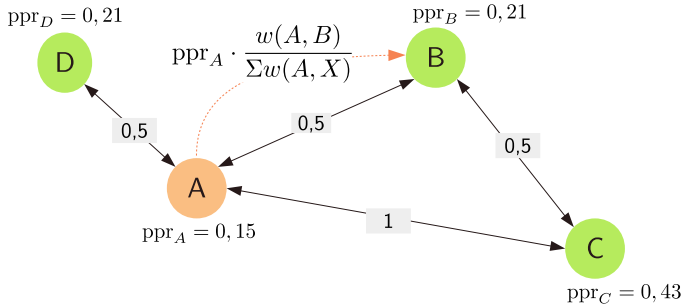 ppr_D = 0, 21
ppr_B = 0, 21
ppr_A · w(A, B) / Σw(A, X)
D
B
0,5
0,5
0,5
A
ppr_A = 0, 15
1
C
ppr_C = 0, 43